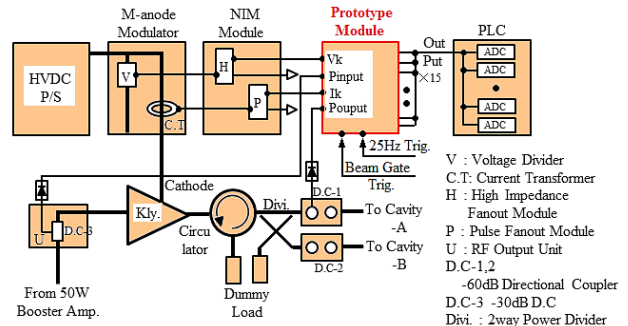 M-anode
Modulator
NIM
Module
Prototype
Module
PLC
HVDC
P/S
V
C.T
H
P
Vk
Pinput
Ik
Pouput
Out
Put
×15
ADC
ADC
ADC
ADC
25Hz Trig.
Beam Gate
Trig.
Cathode
Kly.
U
D.C-3
Circu
lator
Divi.
D.C-1
D.C-2
To Cavity
-A
To Cavity
-B
From 50W
Booster Amp.
Dummy
Load
V : Voltage Divider
C.T: Current Transformer
H : High Impedance
Fanout Module
P : Pulse Fanout Module
U : RF Output Unit
D.C-1,2
-60dB Directional Coupler
D.C-3 -30dB D.C
Divi. : 2way Power Divider